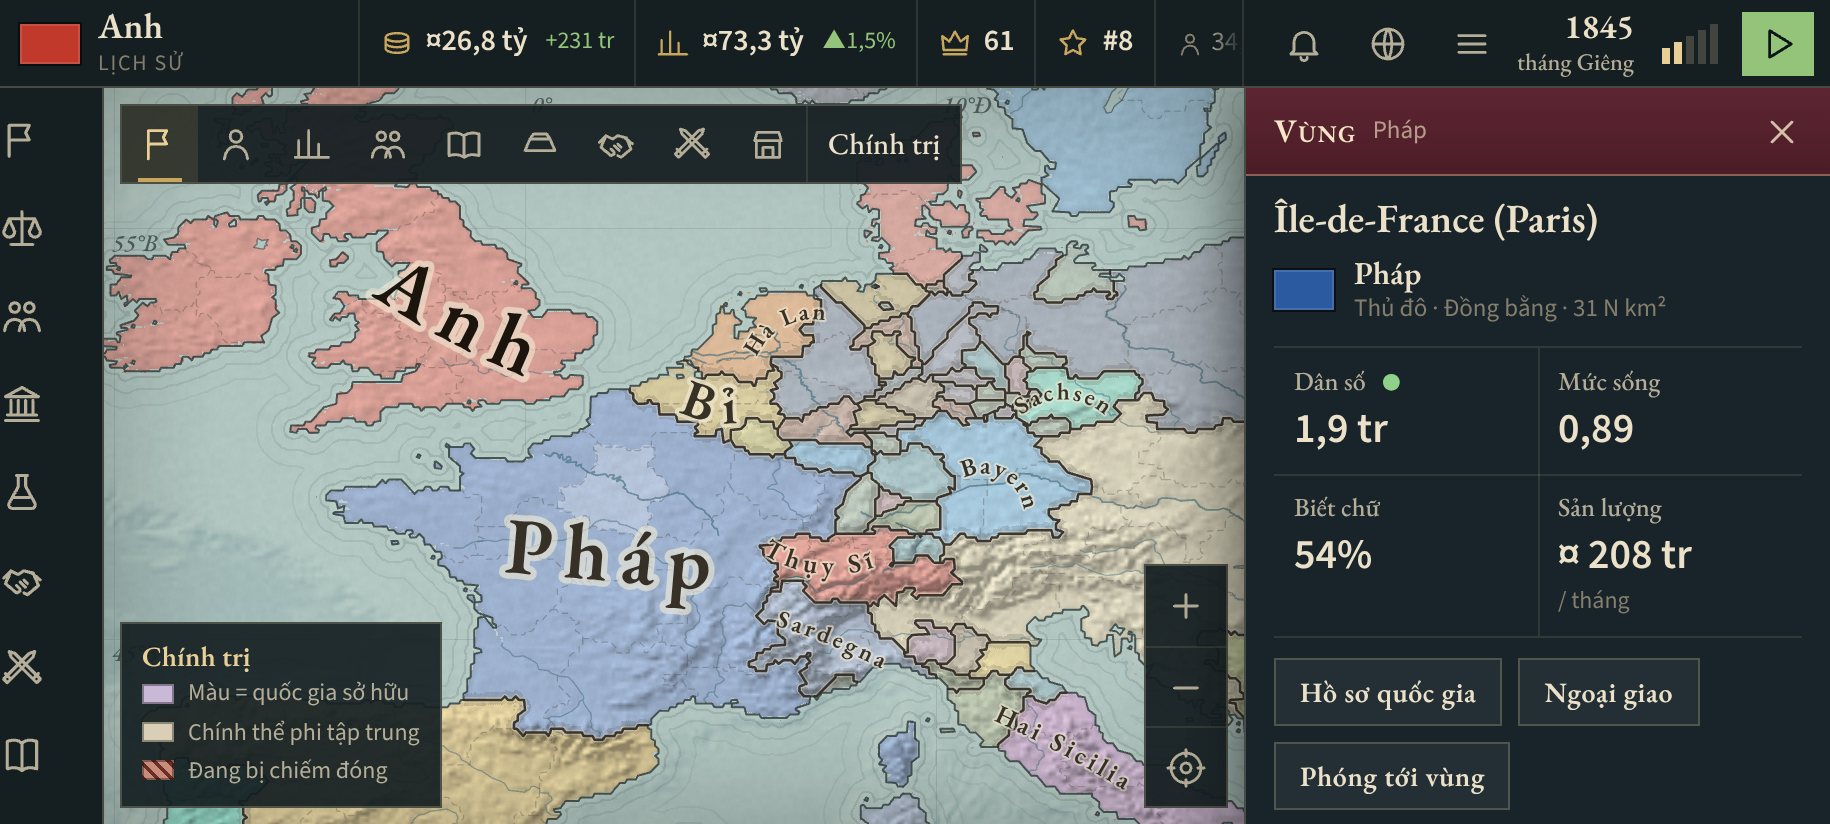 Anh
LỊCH SỬ
¤26,8 tỷ +231 tr
¤73,3 tỷ ▲1,5%
61
#8
34
1845
tháng Giêng
Chính trị
0°
10°Đ
55°B
Anh
Hà Lan
Bỉ
Sachsen
Bayern
Pháp
Thụy Sĩ
Sardegna
Hai Sicilia
Chính trị
Màu = quốc gia sở hữu
Chính thể phi tập trung
Đang bị chiếm đóng
VÙNG Pháp
Île-de-France (Paris)
Pháp
Thủ đô · Đồng bằng · 31 N km²
Dân số
1,9 tr
Mức sống
0,89
Biết chữ
54%
Sản lượng
¤ 208 tr
/ tháng
Hồ sơ quốc gia
Ngoại giao
Phóng tới vùng